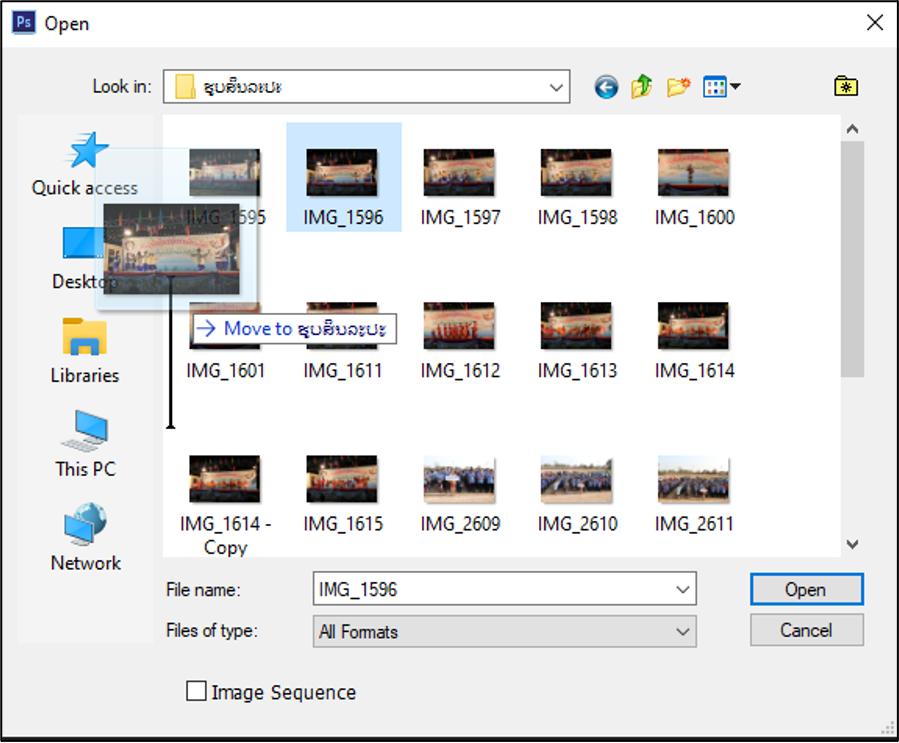 Ps Open
Look in: ຮູບສິນລະປະ
Quick access
Desktop
Libraries
This PC
Network
IMG_1595 IMG_1596 IMG_1597 IMG_1598 IMG_1600
Move to ຮູບສິນລະປະ
IMG_1601 IMG_1611 IMG_1612 IMG_1613 IMG_1614
IMG_1614 - Copy IMG_1615 IMG_2609 IMG_2610 IMG_2611
File name: IMG_1596 Open
Files of type: All Formats Cancel
Image Sequence